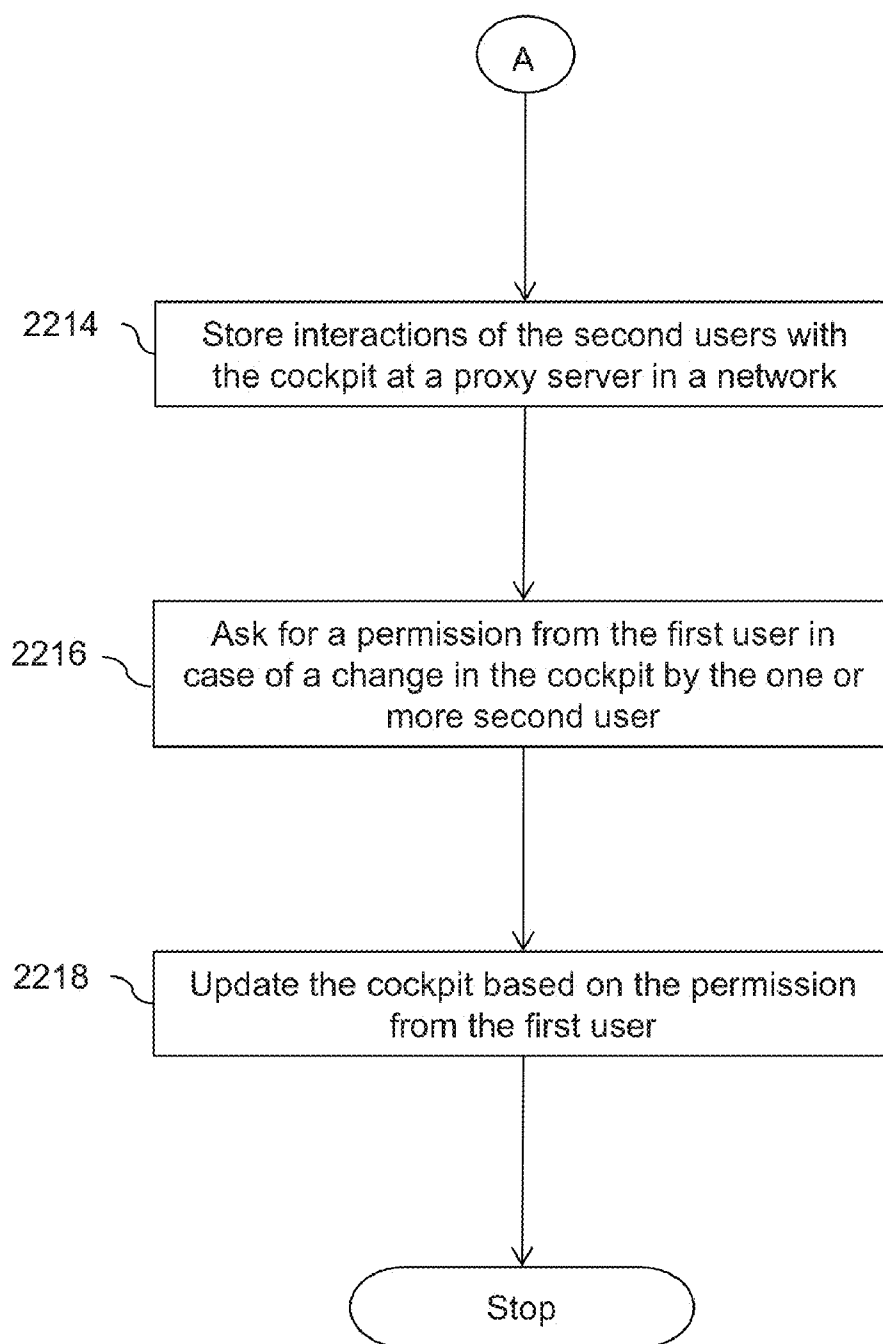 A
2214
Store interactions of the second users with
the cockpit at a proxy server in a network
2216
Ask for a permission from the first user in
case of a change in the cockpit by the one or
more second user
2218
Update the cockpit based on the permission
from the first user
Stop